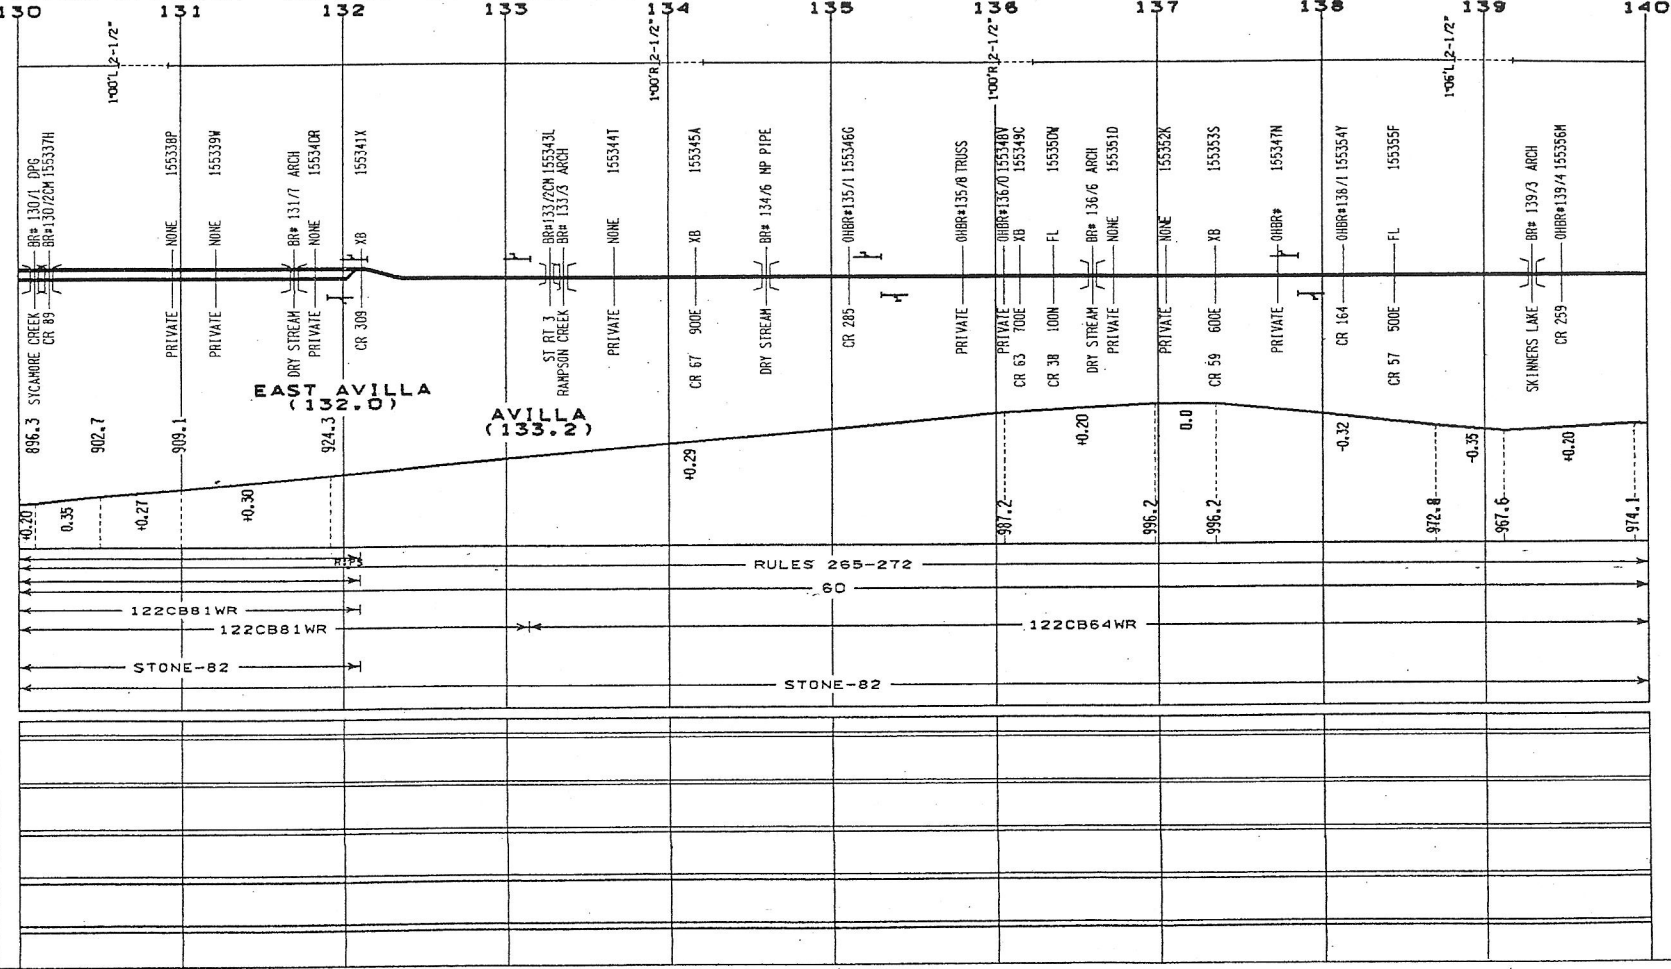 130 131 132 133 134 135 136 137 138 139 140
1°00'L 2-1/2"
1°00'R 2-1/2"
1°00'R 2-1/2"
1°06'L 2-1/2"
SYCAMORE CREEK BR# 130/1 DPG
CR 89 BR#130/2CM 155337H
PRIVATE NONE 155338P
PRIVATE NONE 155339W
DRY STREAM BR# 131/7 ARCH
PRIVATE NONE 155340R
CR 309 XB 155341X
ST RT 3 BR#133/2CM 155343L
RAMPSON CREEK BR# 133/3 ARCH
PRIVATE NONE 155344T
CR 67 900E XB 155345A
DRY STREAM BR# 134/6 MP PIPE
CR 285 OHBR#135/1 155346G
PRIVATE OHBR#135/8 TRUSS
PRIVATE OHBR#136/0 155348V
CR 63 700E XB 155349C
CR 38 100N FL 155350W
DRY STREAM BR# 136/6 ARCH
PRIVATE NONE 155351D
PRIVATE NONE 155352K
CR 59 600E XB 155353S
PRIVATE OHBR# 155347N
CR 164 OHBR#138/1 155354Y
CR 57 500E FL 155355F
SKINNERS LAKE BR# 139/3 ARCH
CR 259 OHBR#139/4 155356M
EAST AVILLA
(132.0)
AVILLA
(133.2)
896.3 902.7 909.1 924.3 987.2 996.2 996.2 972.8 967.6 974.1
+0.20 0.35 +0.27 +0.30 +0.29 +0.20 0.0 -0.32 -0.35 +0.20
RULES 265-272
60
122CB81WR
122CB81WR 122CB64WR
STONE-82
STONE-82